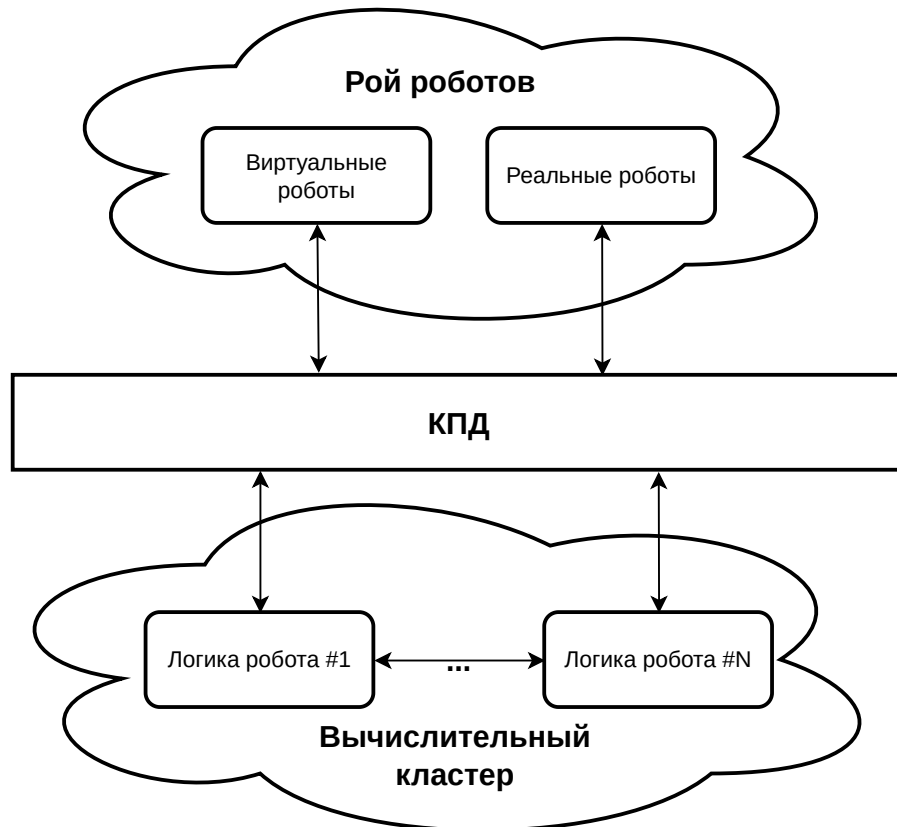 Рой роботов
Виртуальные
роботы
Реальные роботы
КПД
Логика робота #1
...
Логика робота #N
Вычислительный
кластер